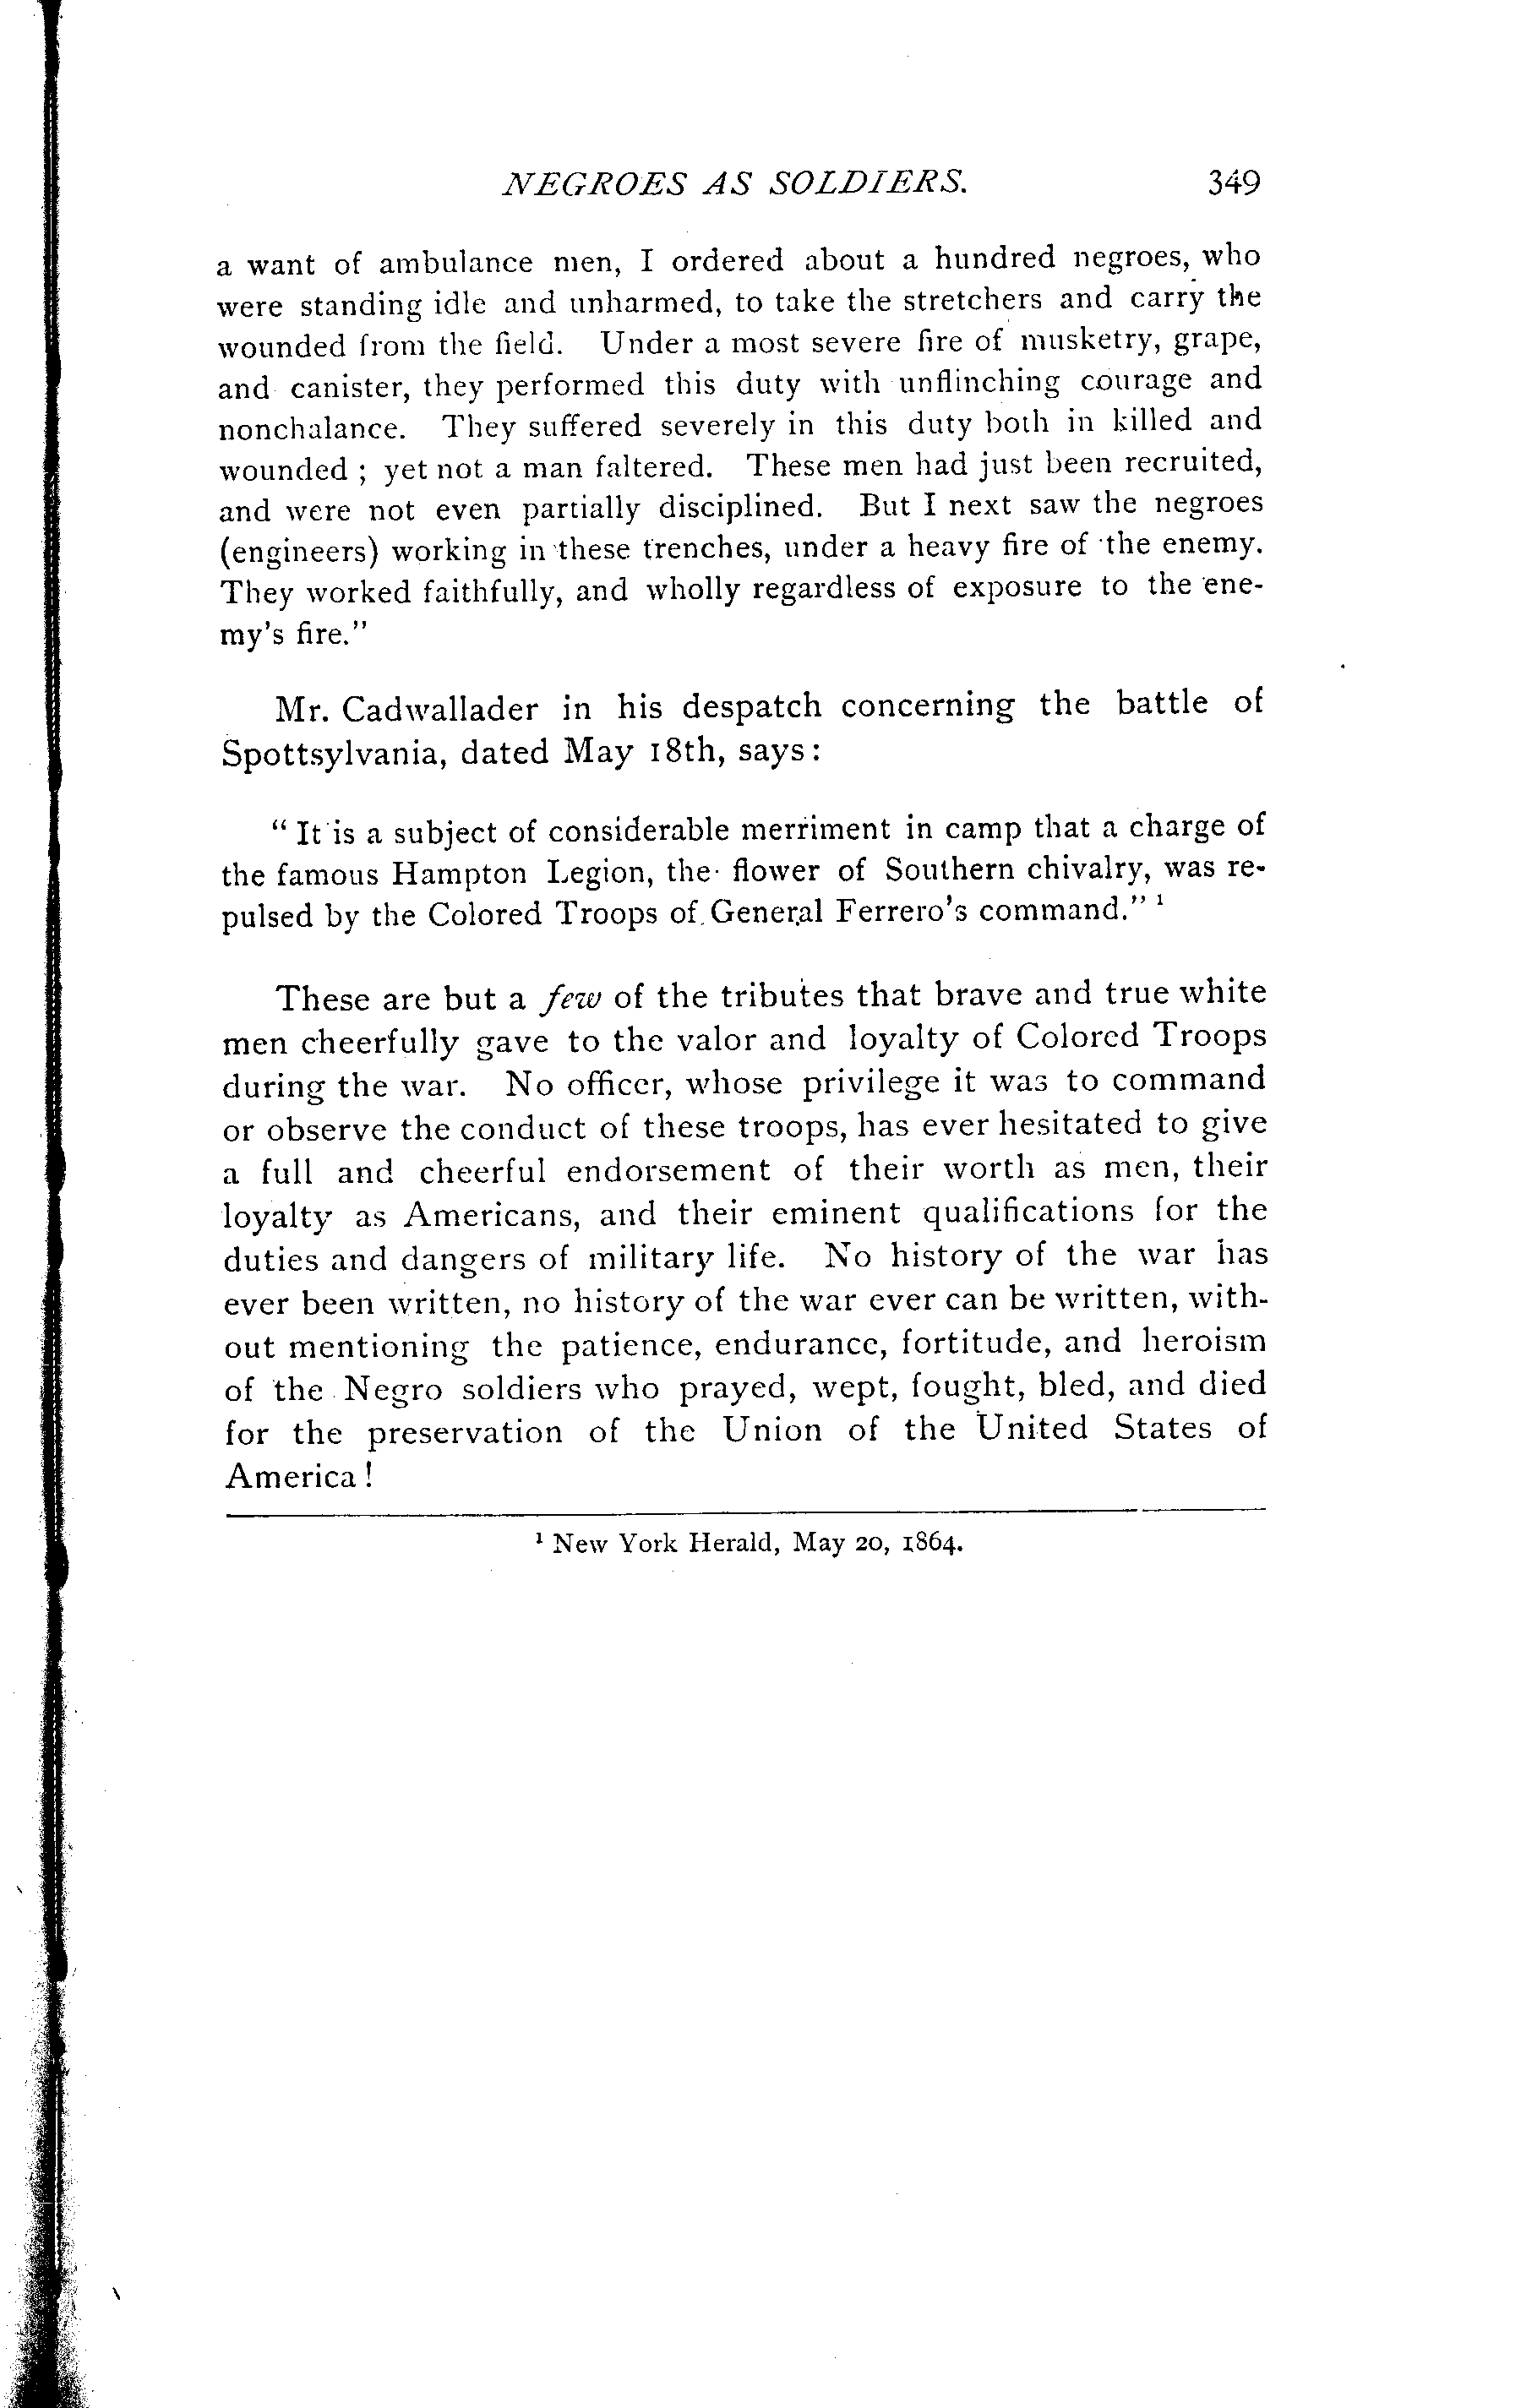 NEGROES AS SOLDIERS. 349
a want of ambulance men, I ordered about a hundred negroes, who
were standing idle and unharmed, to take the stretchers and carry the
wounded from the field. Under a most severe fire of musketry, grape,
and canister, they performed this duty with unflinching courage and
nonchalance. They suffered severely in this duty both in killed and
wounded ; yet not a man faltered. These men had just been recruited,
and were not even partially disciplined. But I next saw the negroes
(engineers) working in these trenches, under a heavy fire of the enemy.
They worked faithfully, and wholly regardless of exposure to the ene-
my's fire."
Mr. Cadwallader in his despatch concerning the battle of
Spottsylvania, dated May 18th, says:
" It is a subject of considerable merriment in camp that a charge of
the famous Hampton Legion, the flower of Southern chivalry, was re-
pulsed by the Colored Troops of General Ferrero's command." ¹
These are but a few of the tributes that brave and true white
men cheerfully gave to the valor and loyalty of Colored Troops
during the war. No officer, whose privilege it was to command
or observe the conduct of these troops, has ever hesitated to give
a full and cheerful endorsement of their worth as men, their
loyalty as Americans, and their eminent qualifications for the
duties and dangers of military life. No history of the war has
ever been written, no history of the war ever can be written, with-
out mentioning the patience, endurance, fortitude, and heroism
of the Negro soldiers who prayed, wept, fought, bled, and died
for the preservation of the Union of the United States of
America !
¹ New York Herald, May 20, 1864.